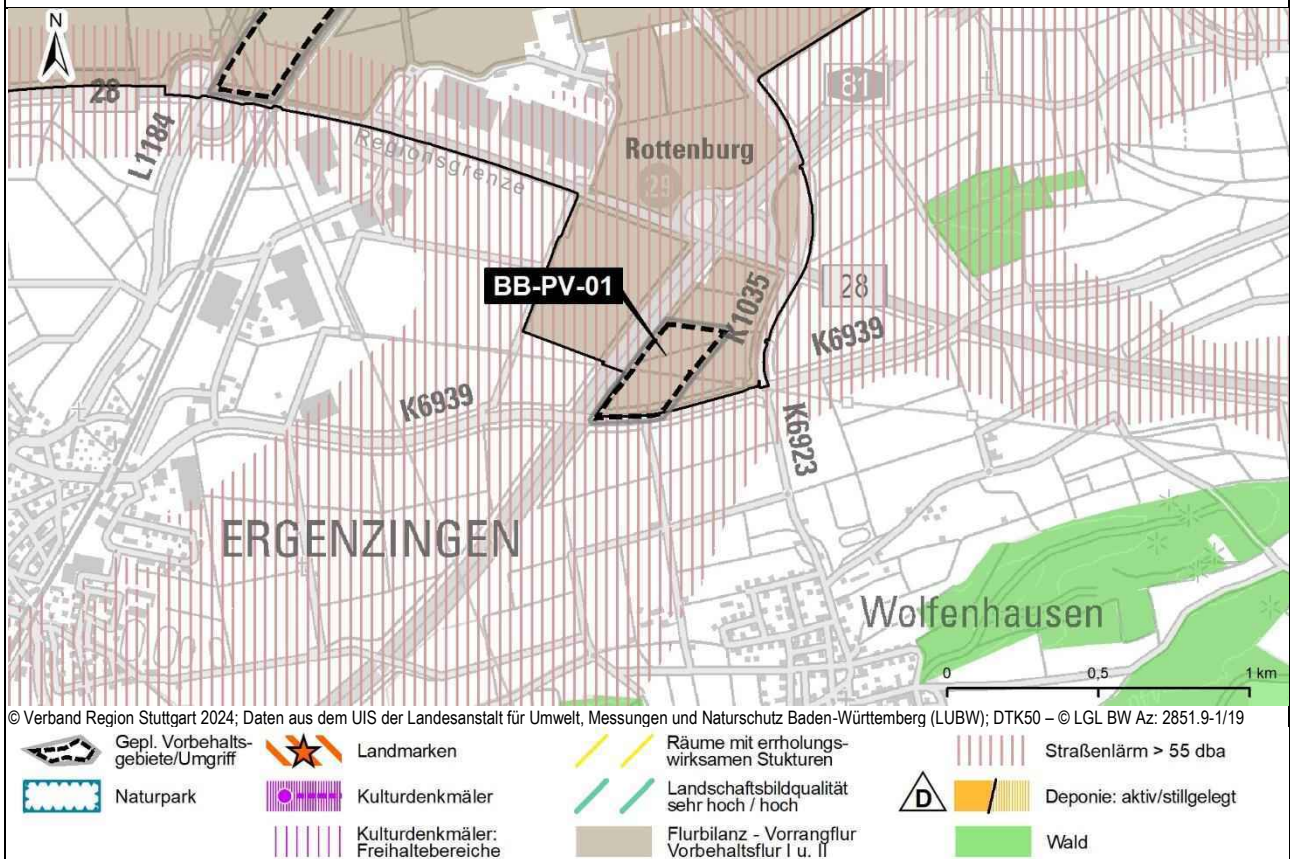 N
28
L1184
Regionsgrenze
Rottenburg
29
81
BB-PV-01
K1035
28
K6939
K6939
K6923
ERGENZINGEN
Wolfenhausen
0 0,5 1 km
© Verband Region Stuttgart 2024; Daten aus dem UIS der Landesanstalt für Umwelt, Messungen und Naturschutz Baden-Württemberg (LUBW); DTK50 – © LGL BW Az: 2851.9-1/19
Gepl. Vorbehalts-
gebiete/Umgriff
Naturpark
Landmarken
Kulturdenkmäler
Kulturdenkmäler:
Freihaltebereiche
Räume mit errholungs-
wirksamen Stukturen
Landschaftsbildqualität
sehr hoch / hoch
Flurbilanz - Vorrangflur
Vorbehaltsflur I u. II
Straßenlärm > 55 dba
D
Deponie: aktiv/stillgelegt
Wald